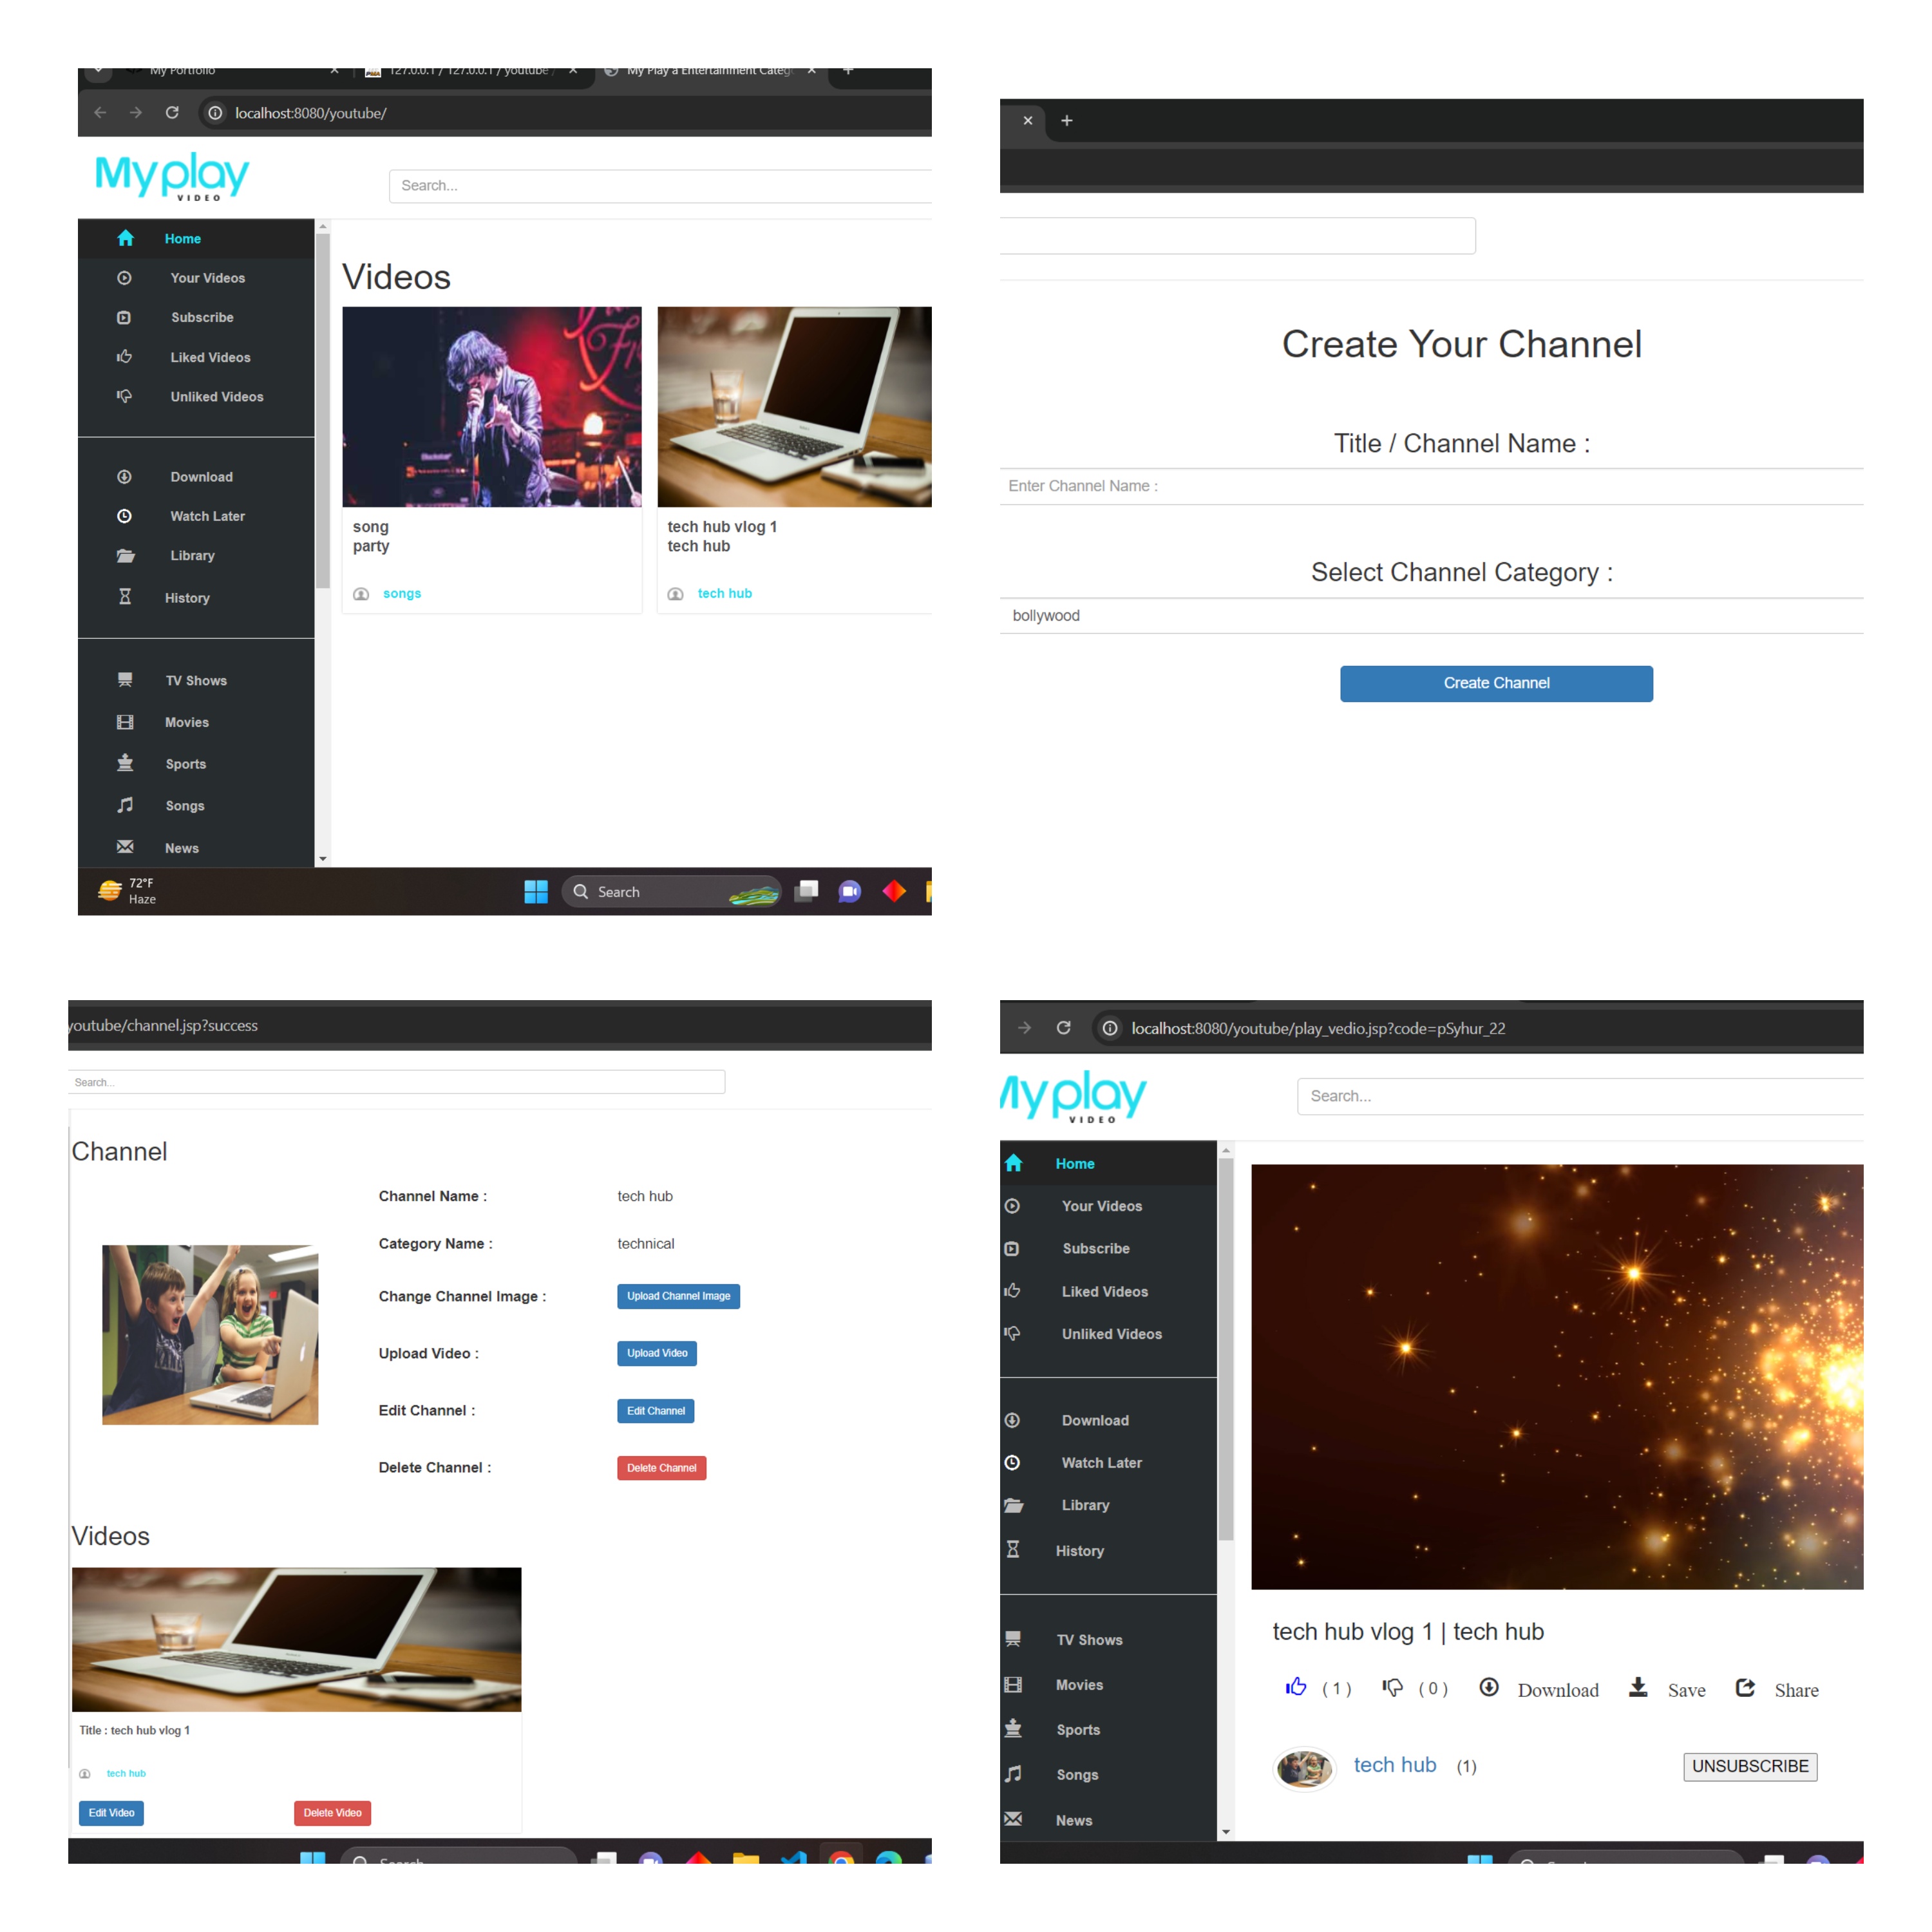 My Portfolio
127.0.0.1 / 127.0.0.1 / youtube /
My Play a Entertainment Catego
localhost:8080/youtube/
Myplay
VIDEO
Search...
Home
Your Videos
Subscribe
Liked Videos
Unliked Videos
Download
Watch Later
Library
History
TV Shows
Movies
Sports
Songs
News
Videos
song
party
songs
tech hub vlog 1
tech hub
tech hub
72°F
Haze
Search
Create Your Channel
Title / Channel Name :
Enter Channel Name :
Select Channel Category :
bollywood
Create Channel
youtube/channel.jsp?success
Search...
Channel
Channel Name : tech hub
Category Name : technical
Change Channel Image : Upload Channel Image
Upload Video : Upload Video
Edit Channel : Edit Channel
Delete Channel : Delete Channel
Videos
Title : tech hub vlog 1
tech hub
Edit Video Delete Video
localhost:8080/youtube/play_vedio.jsp?code=pSyhur_22
Myplay
VIDEO
Search...
Home
Your Videos
Subscribe
Liked Videos
Unliked Videos
Download
Watch Later
Library
History
TV Shows
Movies
Sports
Songs
News
tech hub vlog 1 | tech hub
( 1 ) ( 0 ) Download Save Share
tech hub (1) UNSUBSCRIBE